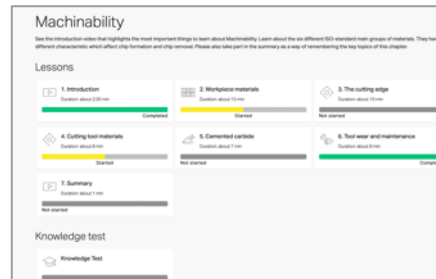 Machinability
See the introduction video that highlights the most important things to learn about Machinability. Learn about the six different ISO-standard main groups of materials. They ha
different characteristic which affect chip formation and chip removal. Please also take part in the summary as a way of remembering the key topics of this chapter.
Lessons
1. Introduction
Duration about 2:30 min
Completed
2. Workpiece materials
Duration about 13 min
Started
3. The cutting edge
Duration about 10 min
Not started
4. Cutting tool materials
Duration about 8 min
Started
5. Cemented carbide
Duration about 7 min
Not started
6. Tool wear and maintenance
Duration about 9 min
Comple
7. Summary
Duration about 1 min
Not started
Knowledge test
Knowledge Test